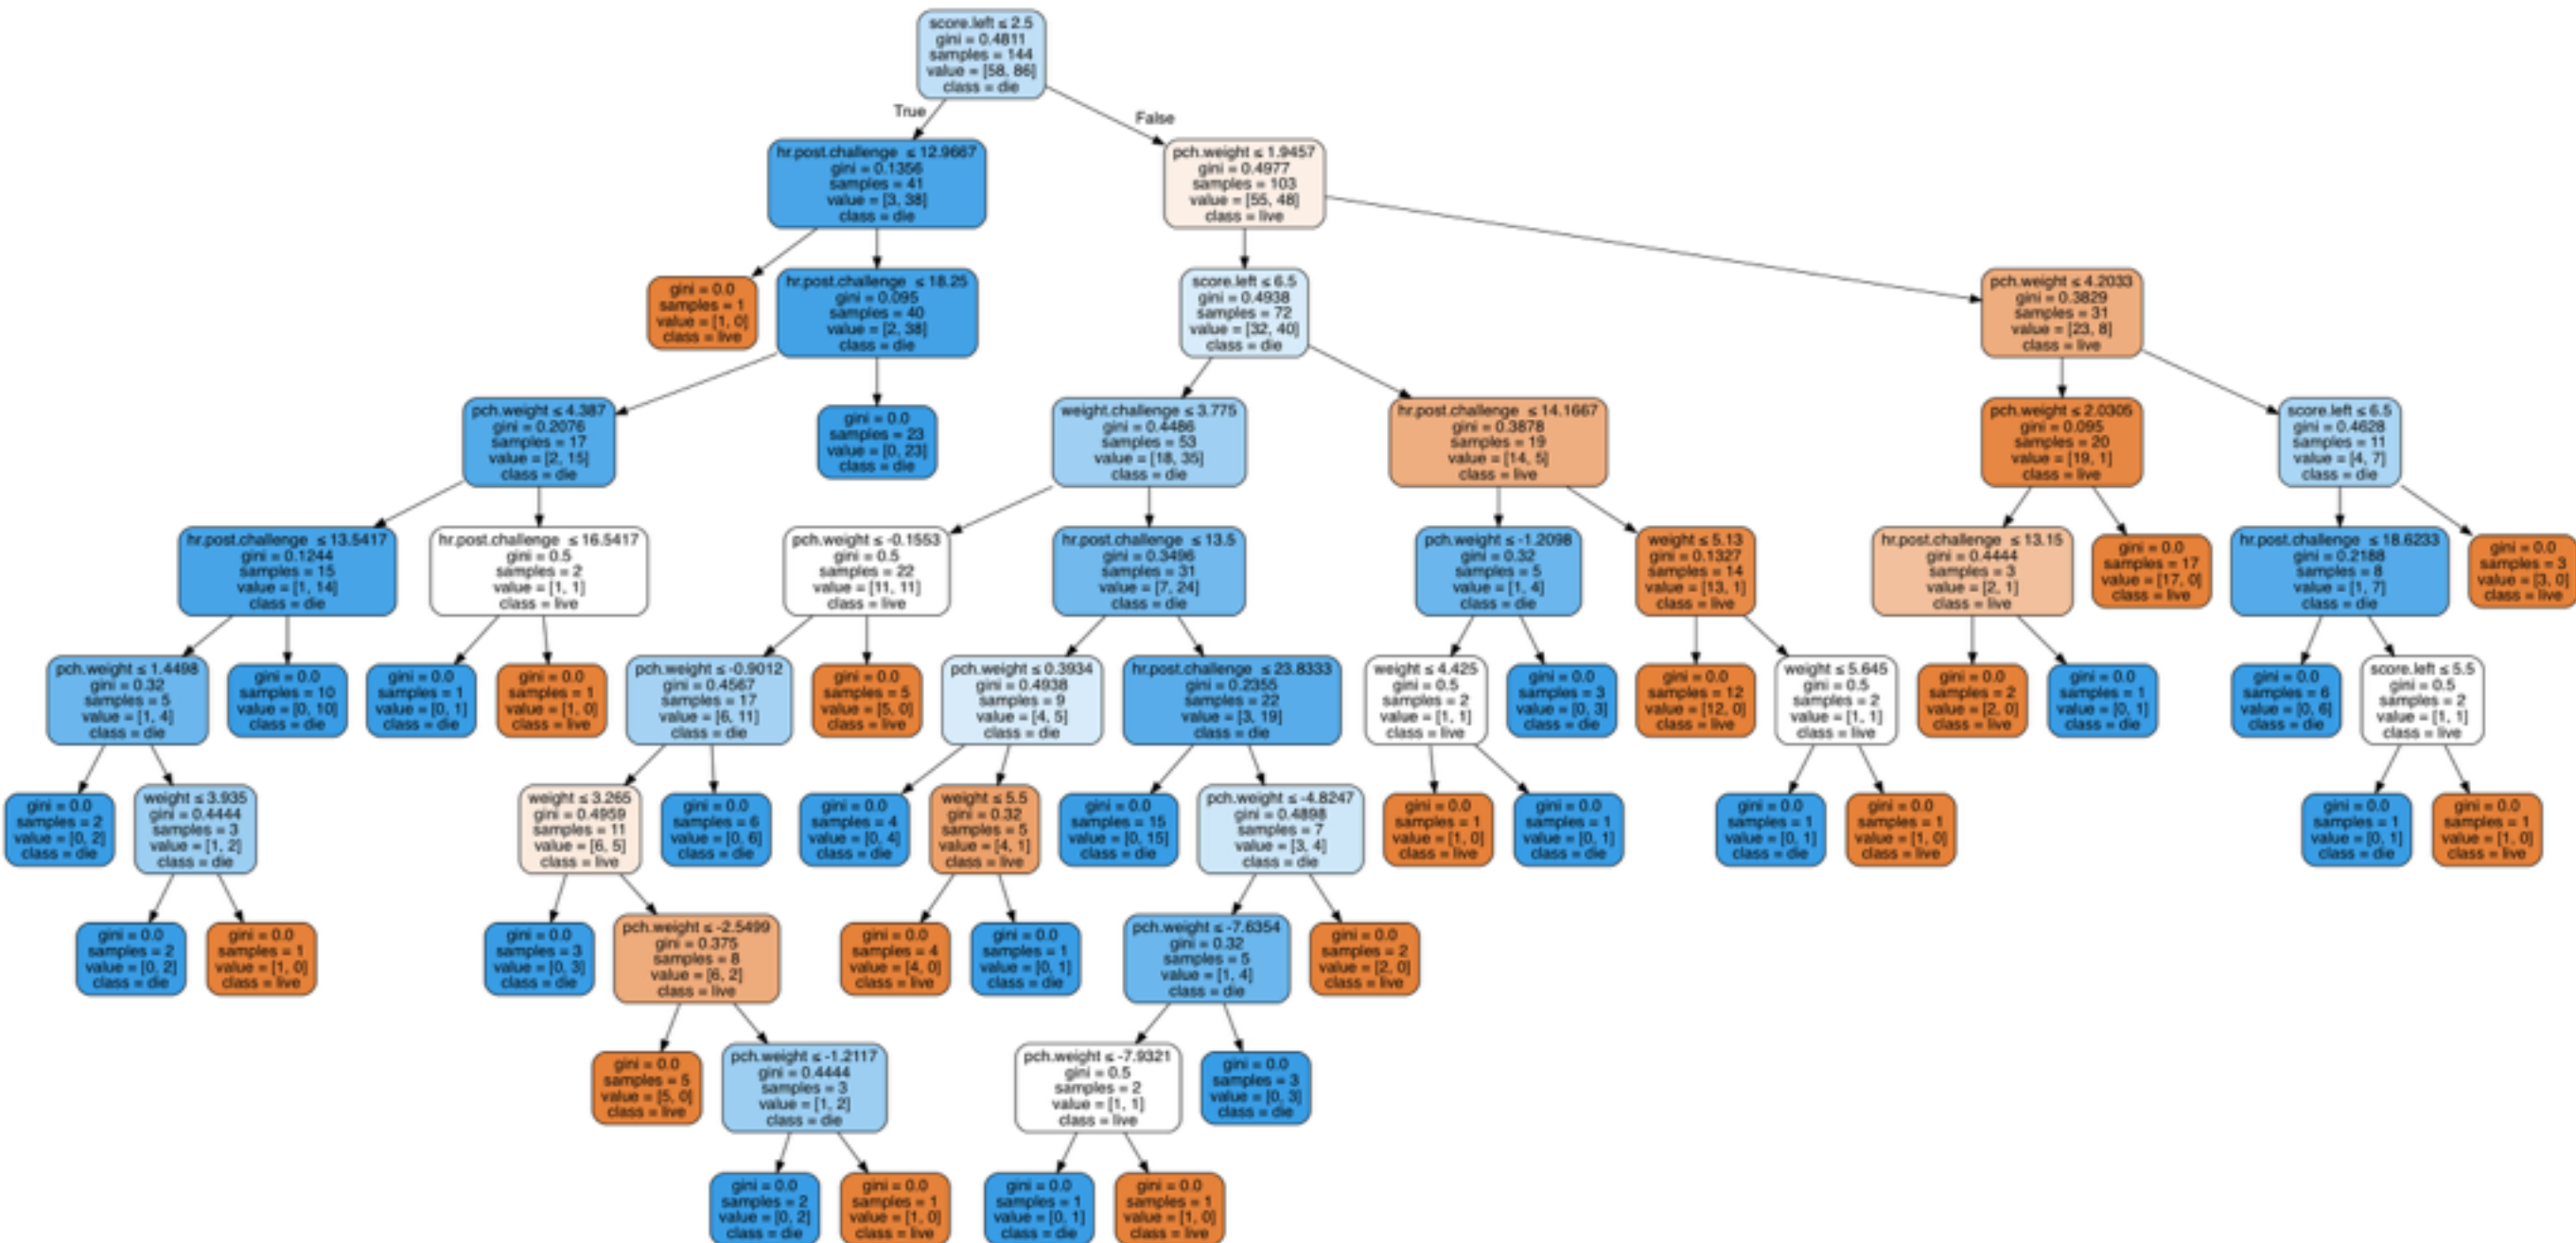 score.left ≤ 2.5
gini = 0.4811
samples = 144
value = [58, 86]
class = die
True
False
hr.post.challenge ≤ 12.9667
gini = 0.1356
samples = 41
value = [3, 38]
class = die
pch.weight ≤ 1.9457
gini = 0.4977
samples = 103
value = [55, 48]
class = live
gini = 0.0
samples = 1
value = [1, 0]
class = live
hr.post.challenge ≤ 18.25
gini = 0.095
samples = 40
value = [2, 38]
class = die
score.left ≤ 6.5
gini = 0.4938
samples = 72
value = [32, 40]
class = die
pch.weight ≤ 4.2033
gini = 0.3829
samples = 31
value = [23, 8]
class = live
pch.weight ≤ 4.387
gini = 0.2076
samples = 17
value = [2, 15]
class = die
gini = 0.0
samples = 23
value = [0, 23]
class = die
weight.challenge ≤ 3.775
gini = 0.4486
samples = 53
value = [18, 35]
class = die
hr.post.challenge ≤ 14.1667
gini = 0.3878
samples = 19
value = [14, 5]
class = live
pch.weight ≤ 2.0305
gini = 0.095
samples = 20
value = [19, 1]
class = live
score.left ≤ 6.5
gini = 0.4628
samples = 11
value = [4, 7]
class = die
hr.post.challenge ≤ 13.5417
gini = 0.1244
samples = 15
value = [1, 14]
class = die
hr.post.challenge ≤ 16.5417
gini = 0.5
samples = 2
value = [1, 1]
class = live
pch.weight ≤ -0.1553
gini = 0.5
samples = 22
value = [11, 11]
class = live
hr.post.challenge ≤ 13.5
gini = 0.3496
samples = 31
value = [7, 24]
class = die
pch.weight ≤ -1.2098
gini = 0.32
samples = 5
value = [1, 4]
class = die
weight ≤ 5.13
gini = 0.1327
samples = 14
value = [13, 1]
class = live
hr.post.challenge ≤ 13.15
gini = 0.4444
samples = 3
value = [2, 1]
class = live
gini = 0.0
samples = 17
value = [17, 0]
class = live
hr.post.challenge ≤ 18.6233
gini = 0.2188
samples = 8
value = [1, 7]
class = die
gini = 0.0
samples = 3
value = [3, 0]
class = live
pch.weight ≤ 1.4498
gini = 0.32
samples = 5
value = [1, 4]
class = die
gini = 0.0
samples = 10
value = [0, 10]
class = die
gini = 0.0
samples = 1
value = [0, 1]
class = die
gini = 0.0
samples = 1
value = [1, 0]
class = live
pch.weight ≤ -0.9012
gini = 0.4567
samples = 17
value = [6, 11]
class = die
gini = 0.0
samples = 5
value = [5, 0]
class = live
pch.weight ≤ 0.3934
gini = 0.4938
samples = 9
value = [4, 5]
class = die
hr.post.challenge ≤ 23.8333
gini = 0.2355
samples = 22
value = [3, 19]
class = die
weight ≤ 4.425
gini = 0.5
samples = 2
value = [1, 1]
class = live
gini = 0.0
samples = 3
value = [0, 3]
class = die
gini = 0.0
samples = 12
value = [12, 0]
class = live
weight ≤ 5.645
gini = 0.5
samples = 2
value = [1, 1]
class = live
gini = 0.0
samples = 2
value = [2, 0]
class = live
gini = 0.0
samples = 1
value = [0, 1]
class = die
gini = 0.0
samples = 6
value = [0, 6]
class = die
score.left ≤ 5.5
gini = 0.5
samples = 2
value = [1, 1]
class = live
gini = 0.0
samples = 2
value = [0, 2]
class = die
weight ≤ 3.935
gini = 0.4444
samples = 3
value = [1, 2]
class = die
weight ≤ 3.265
gini = 0.4959
samples = 11
value = [6, 5]
class = live
gini = 0.0
samples = 6
value = [0, 6]
class = die
gini = 0.0
samples = 4
value = [0, 4]
class = die
weight ≤ 5.5
gini = 0.32
samples = 5
value = [4, 1]
class = live
gini = 0.0
samples = 15
value = [0, 15]
class = die
pch.weight ≤ -4.8247
gini = 0.4898
samples = 7
value = [3, 4]
class = die
gini = 0.0
samples = 1
value = [1, 0]
class = live
gini = 0.0
samples = 1
value = [0, 1]
class = die
gini = 0.0
samples = 1
value = [0, 1]
class = die
gini = 0.0
samples = 1
value = [1, 0]
class = live
gini = 0.0
samples = 1
value = [0, 1]
class = die
gini = 0.0
samples = 1
value = [1, 0]
class = live
gini = 0.0
samples = 2
value = [0, 2]
class = die
gini = 0.0
samples = 1
value = [1, 0]
class = live
gini = 0.0
samples = 3
value = [0, 3]
class = die
pch.weight ≤ -2.5499
gini = 0.375
samples = 8
value = [6, 2]
class = live
gini = 0.0
samples = 4
value = [4, 0]
class = live
gini = 0.0
samples = 1
value = [0, 1]
class = die
pch.weight ≤ -7.6354
gini = 0.32
samples = 5
value = [1, 4]
class = die
gini = 0.0
samples = 2
value = [2, 0]
class = live
gini = 0.0
samples = 5
value = [5, 0]
class = live
pch.weight ≤ -1.2117
gini = 0.4444
samples = 3
value = [1, 2]
class = die
pch.weight ≤ -7.9321
gini = 0.5
samples = 2
value = [1, 1]
class = live
gini = 0.0
samples = 3
value = [0, 3]
class = die
gini = 0.0
samples = 2
value = [0, 2]
class = die
gini = 0.0
samples = 1
value = [1, 0]
class = live
gini = 0.0
samples = 1
value = [0, 1]
class = die
gini = 0.0
samples = 1
value = [1, 0]
class = live